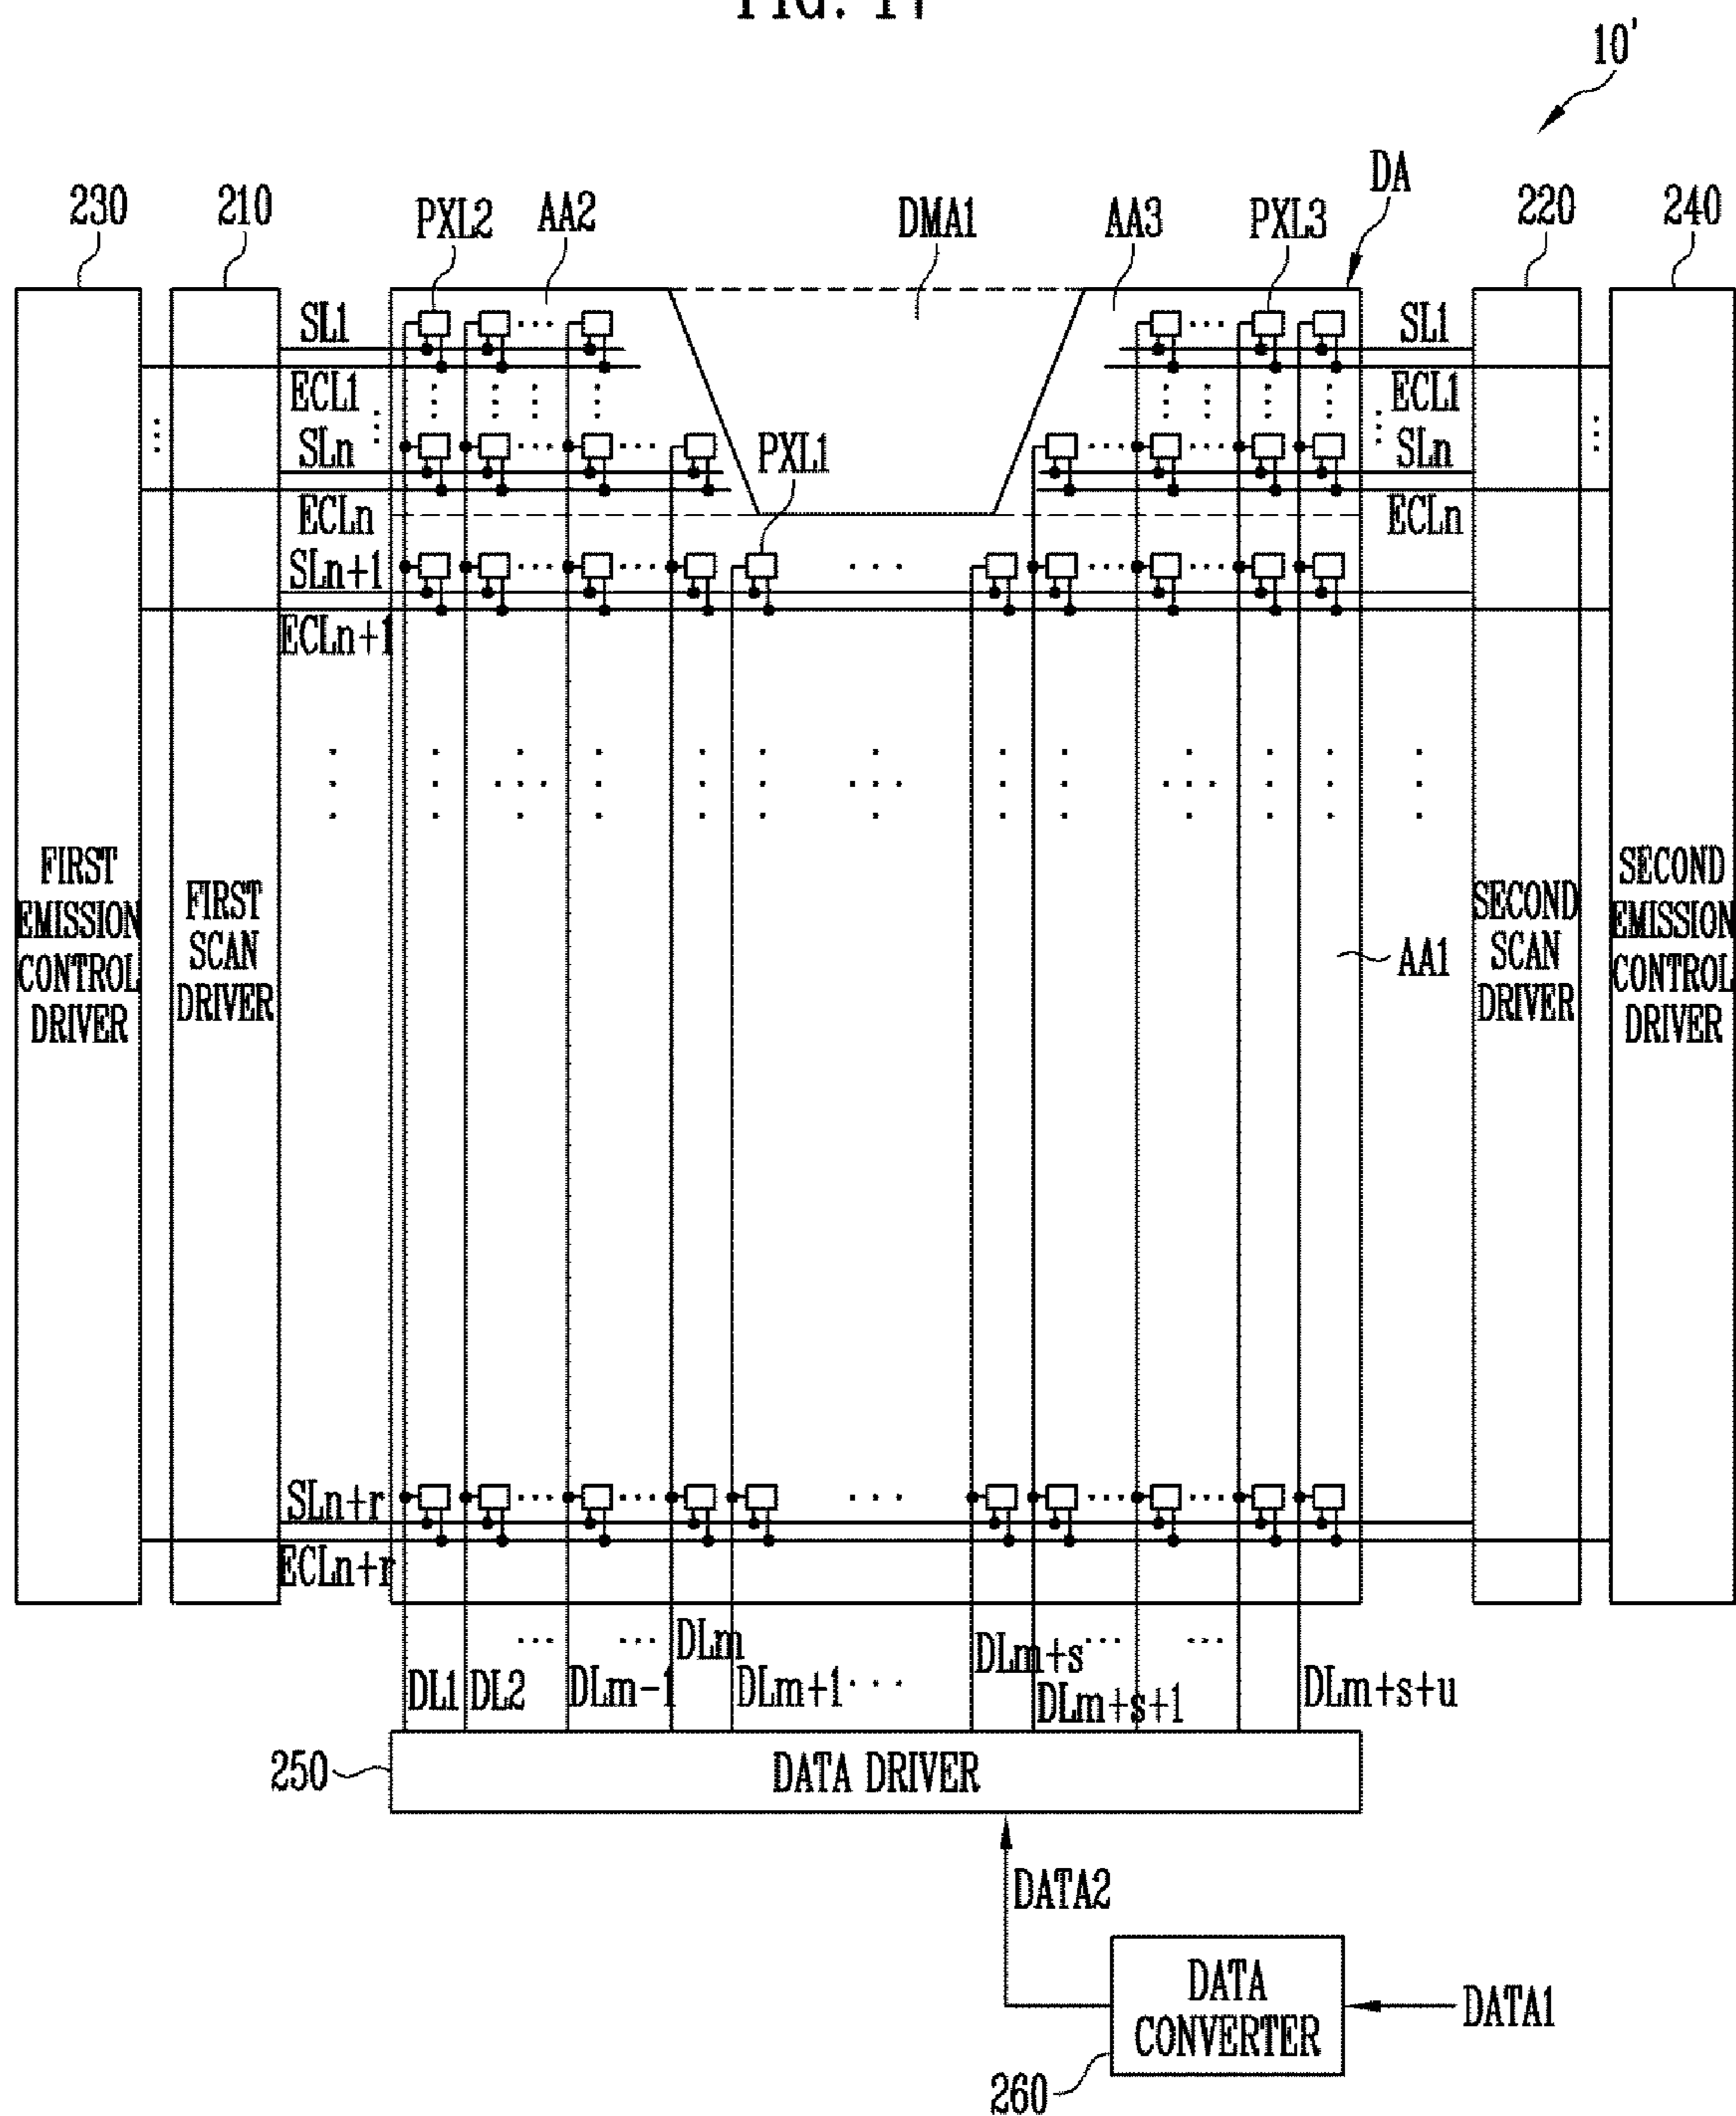 FIG. 17
10'
230
210
PXL2
AA2
DMA1
AA3
PXL3
DA
220
240
SL1
SL1
ECL1
ECL1
SLn
PXL1
SLn
ECLn
ECLn
SLn+1
ECLn+1
FIRST
EMISSION
CONTROL
DRIVER
FIRST
SCAN
DRIVER
SECOND
SCAN
DRIVER
SECOND
EMISSION
CONTROL
DRIVER
AA1
SLn+r
ECLn+r
DL1
DL2
DLm-1
DLm
DLm+1
DLm+s
DLm+s+1
DLm+s+u
250
DATA DRIVER
DATA2
DATA
CONVERTER
DATA1
260